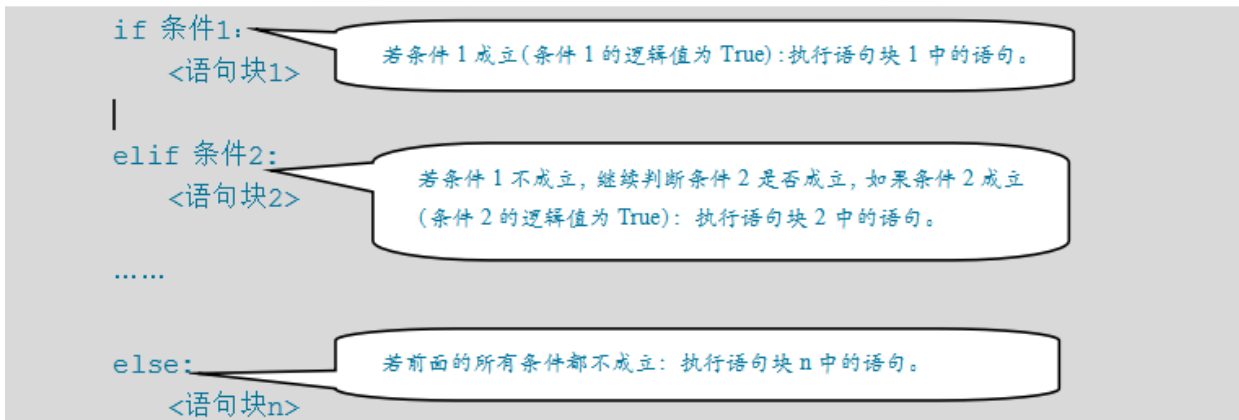 if 条件1:
若条件 1 成立(条件 1 的逻辑值为 True):执行语句块 1 中的语句。
<语句块1>
elif 条件2:
若条件 1 不成立, 继续判断条件 2 是否成立, 如果条件 2 成立
(条件 2 的逻辑值为 True): 执行语句块 2 中的语句。
<语句块2>
……
else:
若前面的所有条件都不成立: 执行语句块 n 中的语句。
<语句块n>